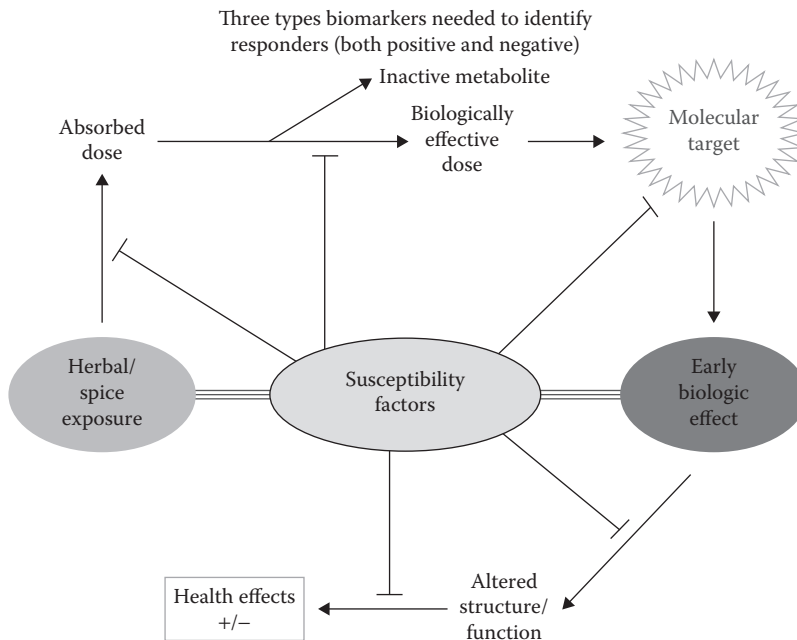 Three types biomarkers needed to identify
responders (both positive and negative)
Inactive metabolite
Absorbed
dose
Biologically
effective
dose
Molecular
target
Herbal/
spice
exposure
Susceptibility
factors
Early
biologic
effect
Health effects
+/−
Altered
structure/
function